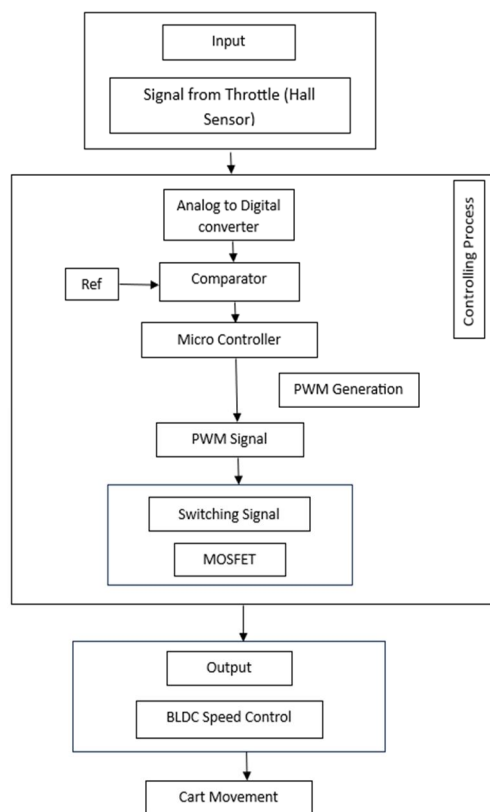 Input
Signal from Throttle (Hall
Sensor)
Analog to Digital
converter
Controlling Process
Ref
Comparator
Micro Controller
PWM Generation
PWM Signal
Switching Signal
MOSFET
Output
BLDC Speed Control
Cart Movement